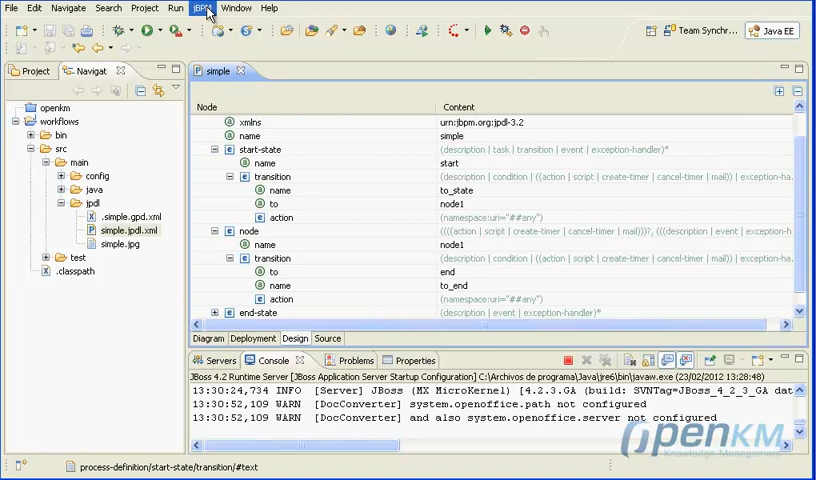 File Edit Navigate Search Project Run jBPM Window Help
Team Synchr... Java EE
Project Navigat
simple
openkm
workflows
bin
src
main
config
java
jpdl
.simple.gpd.xml
simple.jpdl.xml
simple.jpg
test
.classpath
Node Content
xmlns urn:jbpm.org:jpdl-3.2
name simple
start-state (description | task | transition | event | exception-handler)*
name start
transition (description | condition | ((action | script | create-timer | cancel-timer | mail)) | exception-ha...
name to_state
to node1
action (namespace:uri="##any")
node ((((action | script | create-timer | cancel-timer | mail)))?, (((description | event | exception-h
name node1
transition (description | condition | ((action | script | create-timer | cancel-timer | mail)) | exception-ha...
to end
name to_end
action (namespace:uri="##any")
end-state (description | event | exception-handler)*
Diagram Deployment Design Source
Servers Console Problems Properties
JBoss 4.2 Runtime Server [JBoss Application Server Startup Configuration] C:\Archivos de programa\Java\jre6\bin\javaw.exe (23/02/2012 13:28:48)
13:30:24,734 INFO [Server] JBoss (MX MicroKernel) [4.2.3.GA (build: SVNTag=JBoss_4_2_3_GA dat
13:30:52,109 WARN [DocConverter] system.openoffice.path not configured
13:30:52,109 WARN [DocConverter] and also system.openoffice.server not configured
OpenKM
Knowledge Management
process-definition/start-state/transition/#text